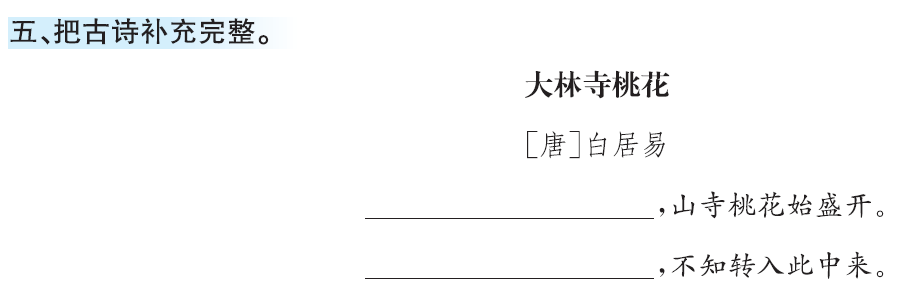 五、把古诗补充完整。
大林寺桃花
[唐]白居易
,山寺桃花始盛开。
,不知转入此中来。